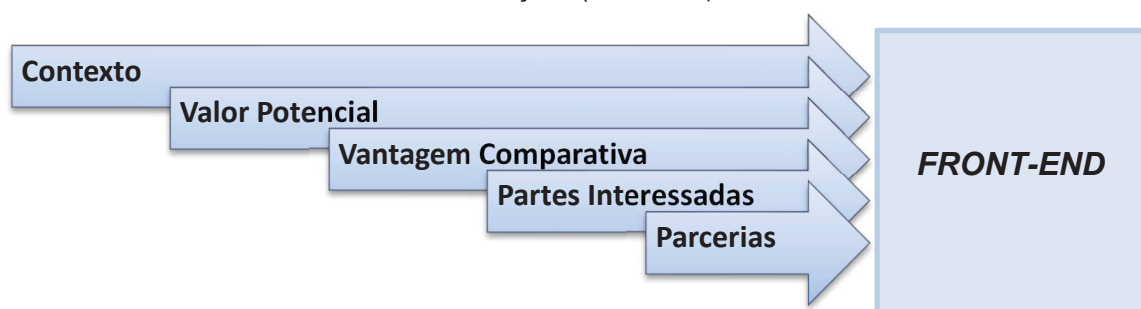 Contexto
Valor Potencial
Vantagem Comparativa
Partes Interessadas
Parcerias
FRONT-END